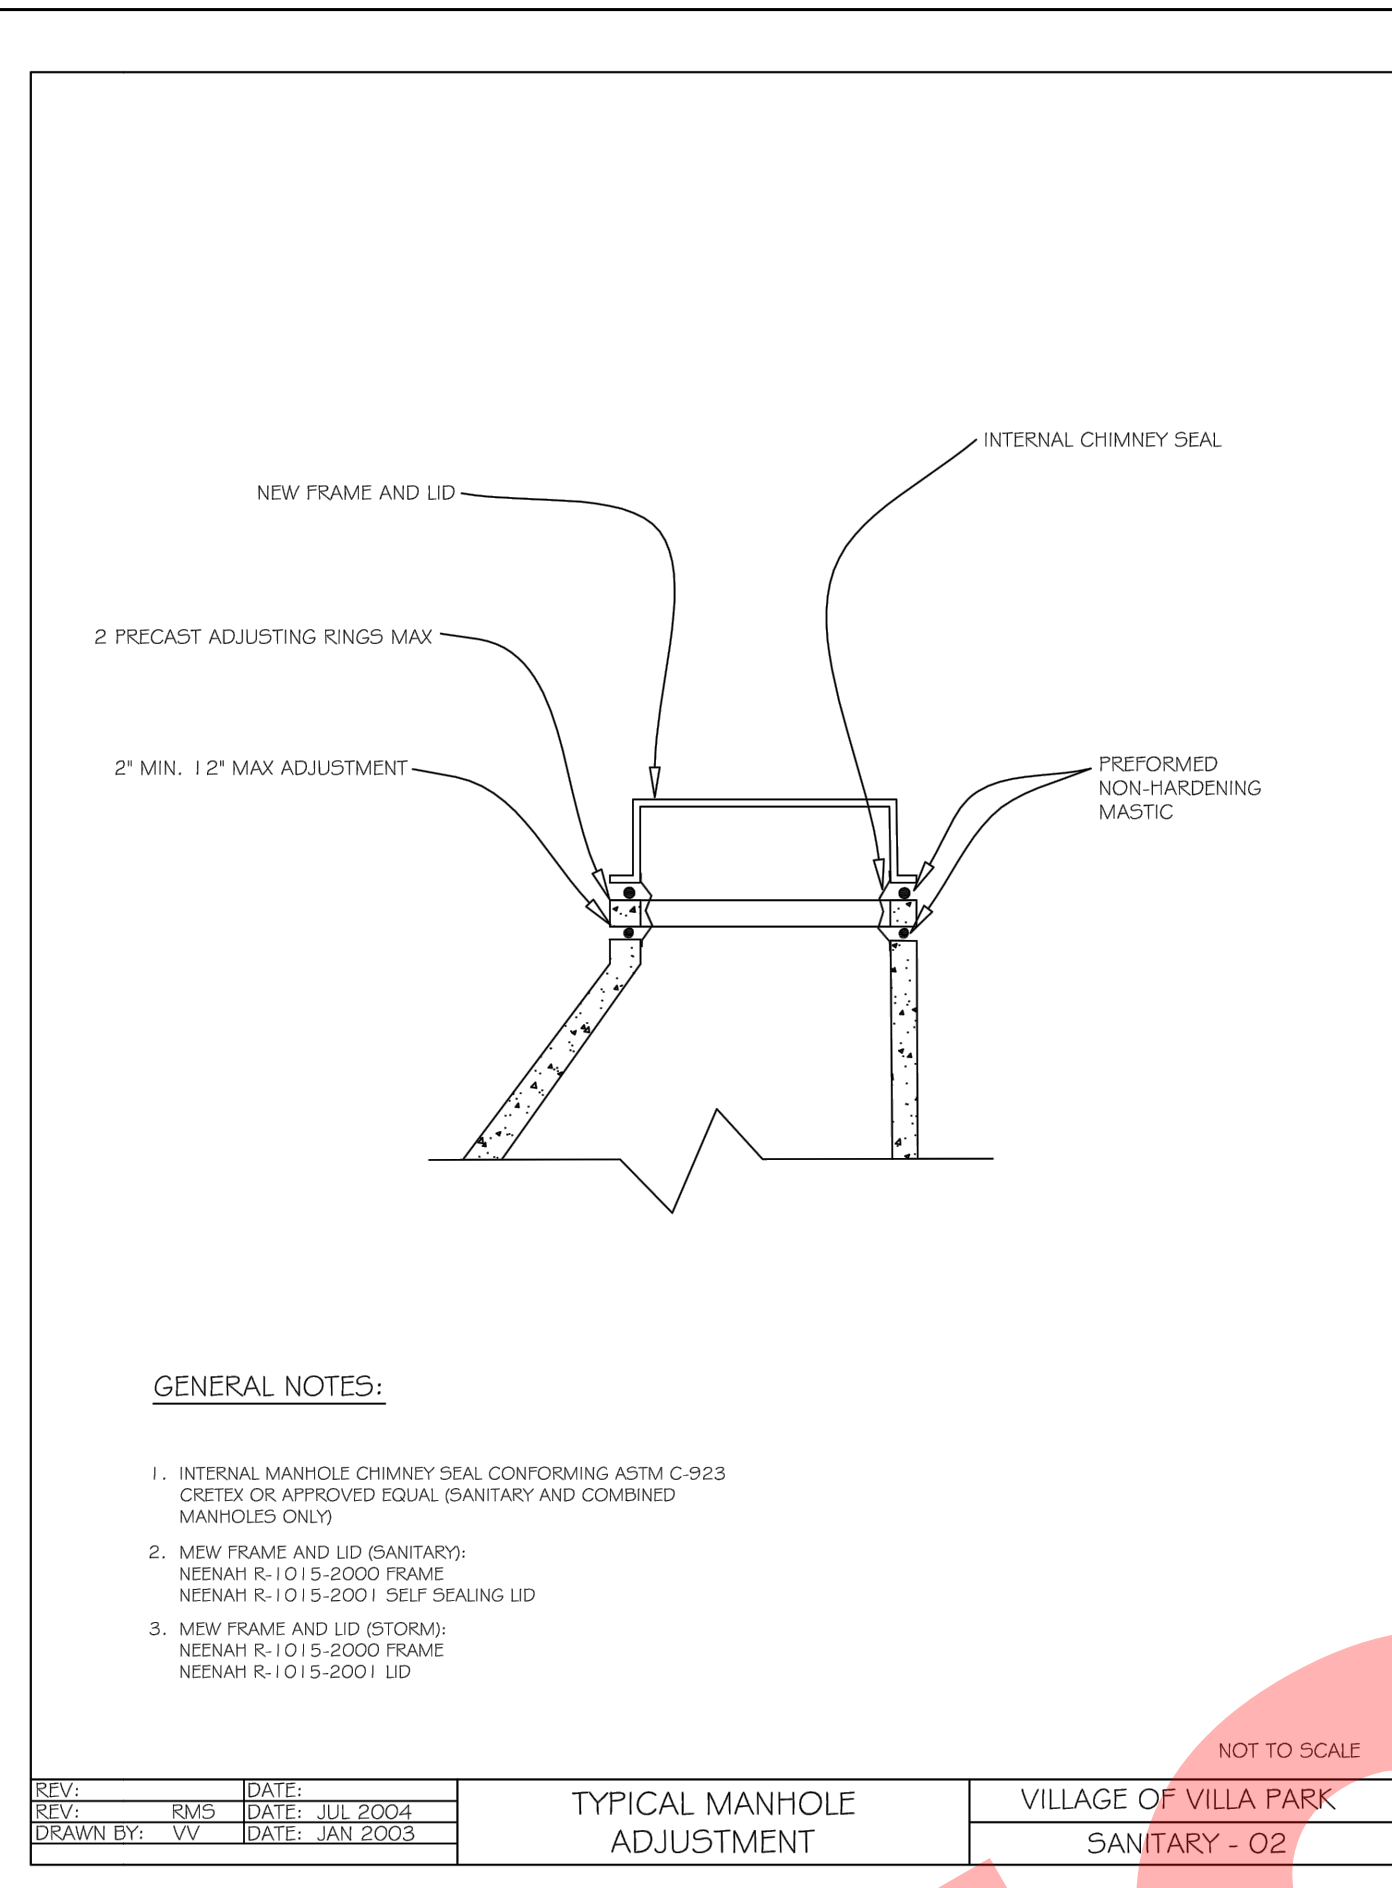 INTERNAL CHIMNEY SEAL
NEW FRAME AND LID
2 PRECAST ADJUSTING RINGS MAX
2" MIN. 12" MAX ADJUSTMENT
PREFORMED
NON-HARDENING
MASTIC
GENERAL NOTES:
1. INTERNAL MANHOLE CHIMNEY SEAL CONFORMING ASTM C-923
CRETEX OR APPROVED EQUAL (SANITARY AND COMBINED
MANHOLES ONLY)
2. MEW FRAME AND LID (SANITARY):
NEENAH R-1015-2000 FRAME
NEENAH R-1015-2001 SELF SEALING LID
3. MEW FRAME AND LID (STORM):
NEENAH R-1015-2000 FRAME
NEENAH R-1015-2001 LID
NOT TO SCALE
REV: DATE:
REV: RMS DATE: JUL 2004
DRAWN BY: VV DATE: JAN 2003
TYPICAL MANHOLE
ADJUSTMENT
VILLAGE OF VILLA PARK
SANITARY - 02